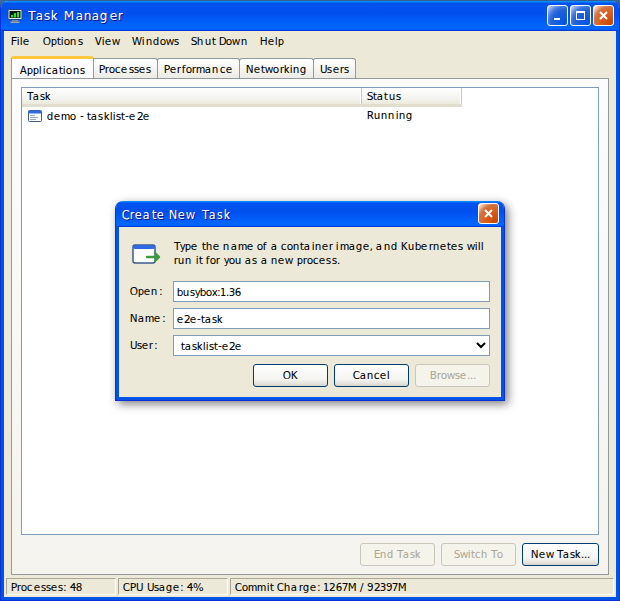 Task Manager
File Options View Windows Shut Down Help
Applications Processes Performance Networking Users
Task Status
demo - tasklist-e2e Running
Create New Task
Type the name of a container image, and Kubernetes will
run it for you as a new process.
Open: busybox:1.36
Name: e2e-task
User: tasklist-e2e
OK Cancel Browse...
End Task Switch To New Task...
Processes: 48 CPU Usage: 4% Commit Charge: 1267M / 92397M